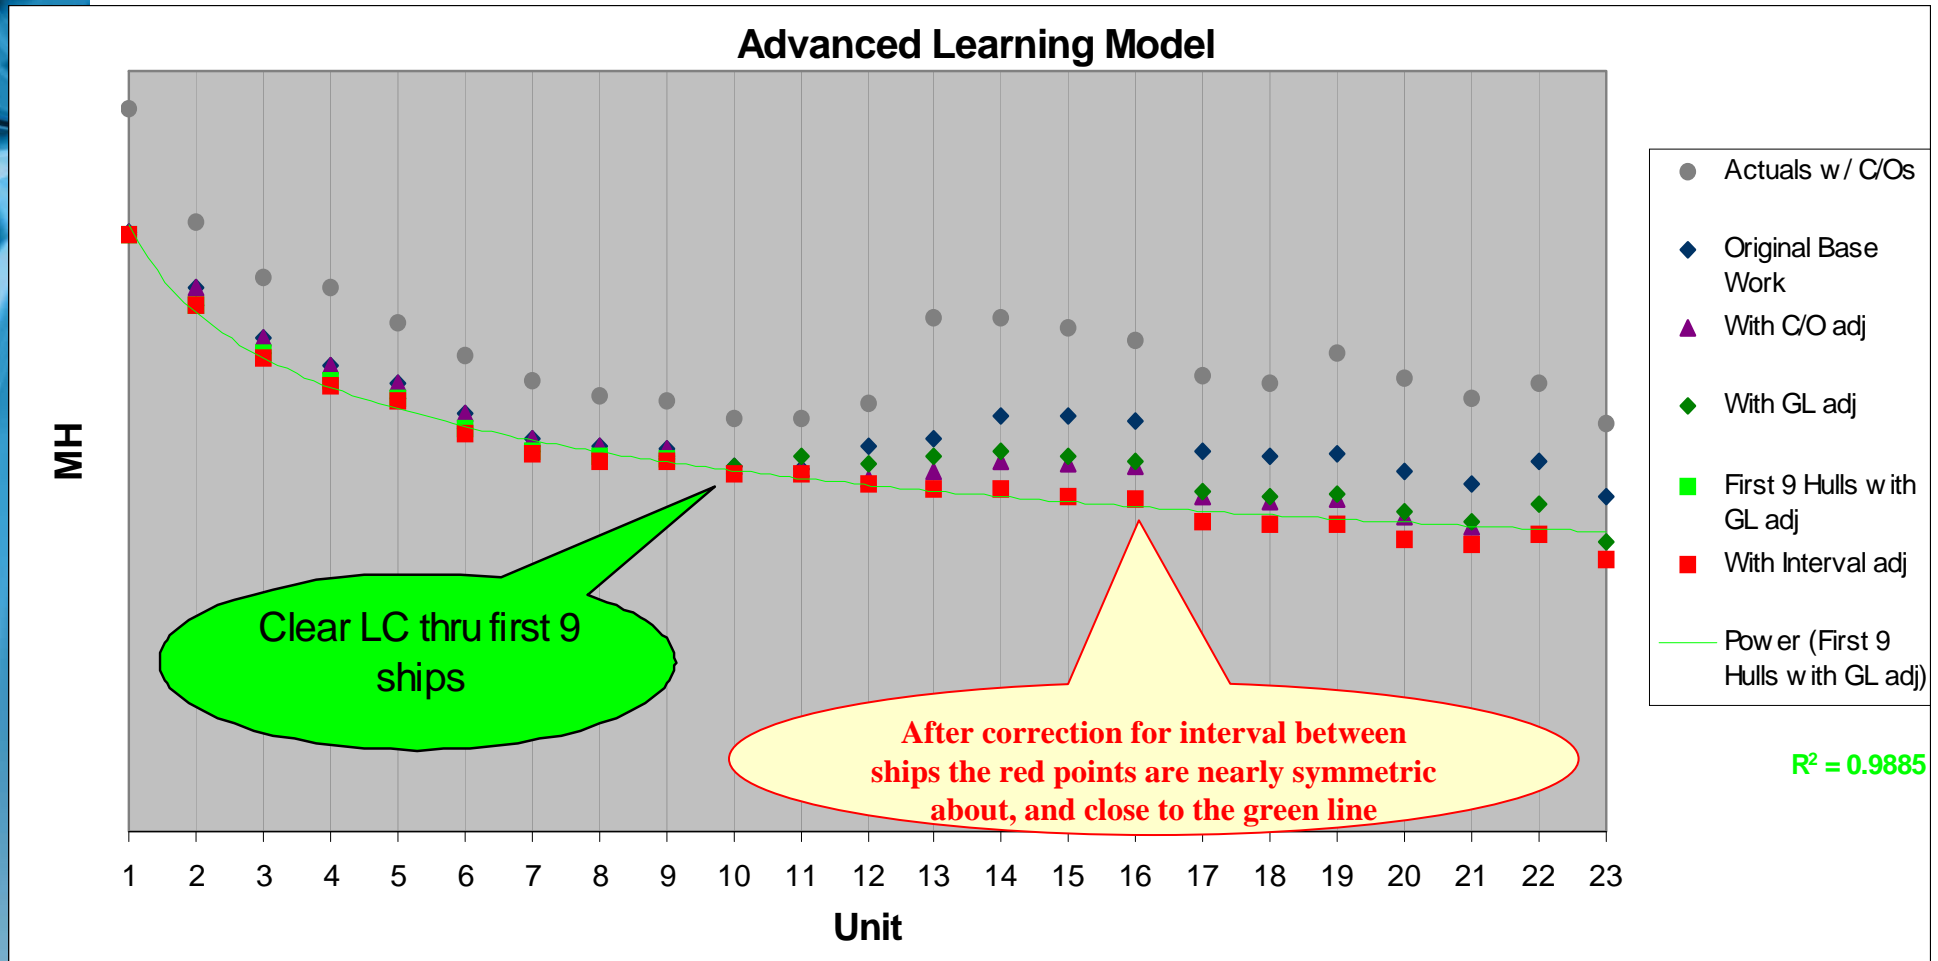 Advanced Learning Model
MH
Actuals w/ C/Os
Original Base
Work
With C/O adj
With GL adj
First 9 Hulls with
GL adj
With Interval adj
Power (First 9
Hulls with GL adj)
R² = 0.9885
Clear LC thru first 9
ships
After correction for interval between
ships the red points are nearly symmetric
about, and close to the green line
1 2 3 4 5 6 7 8 9 10 11 12 13 14 15 16 17 18 19 20 21 22 23
Unit